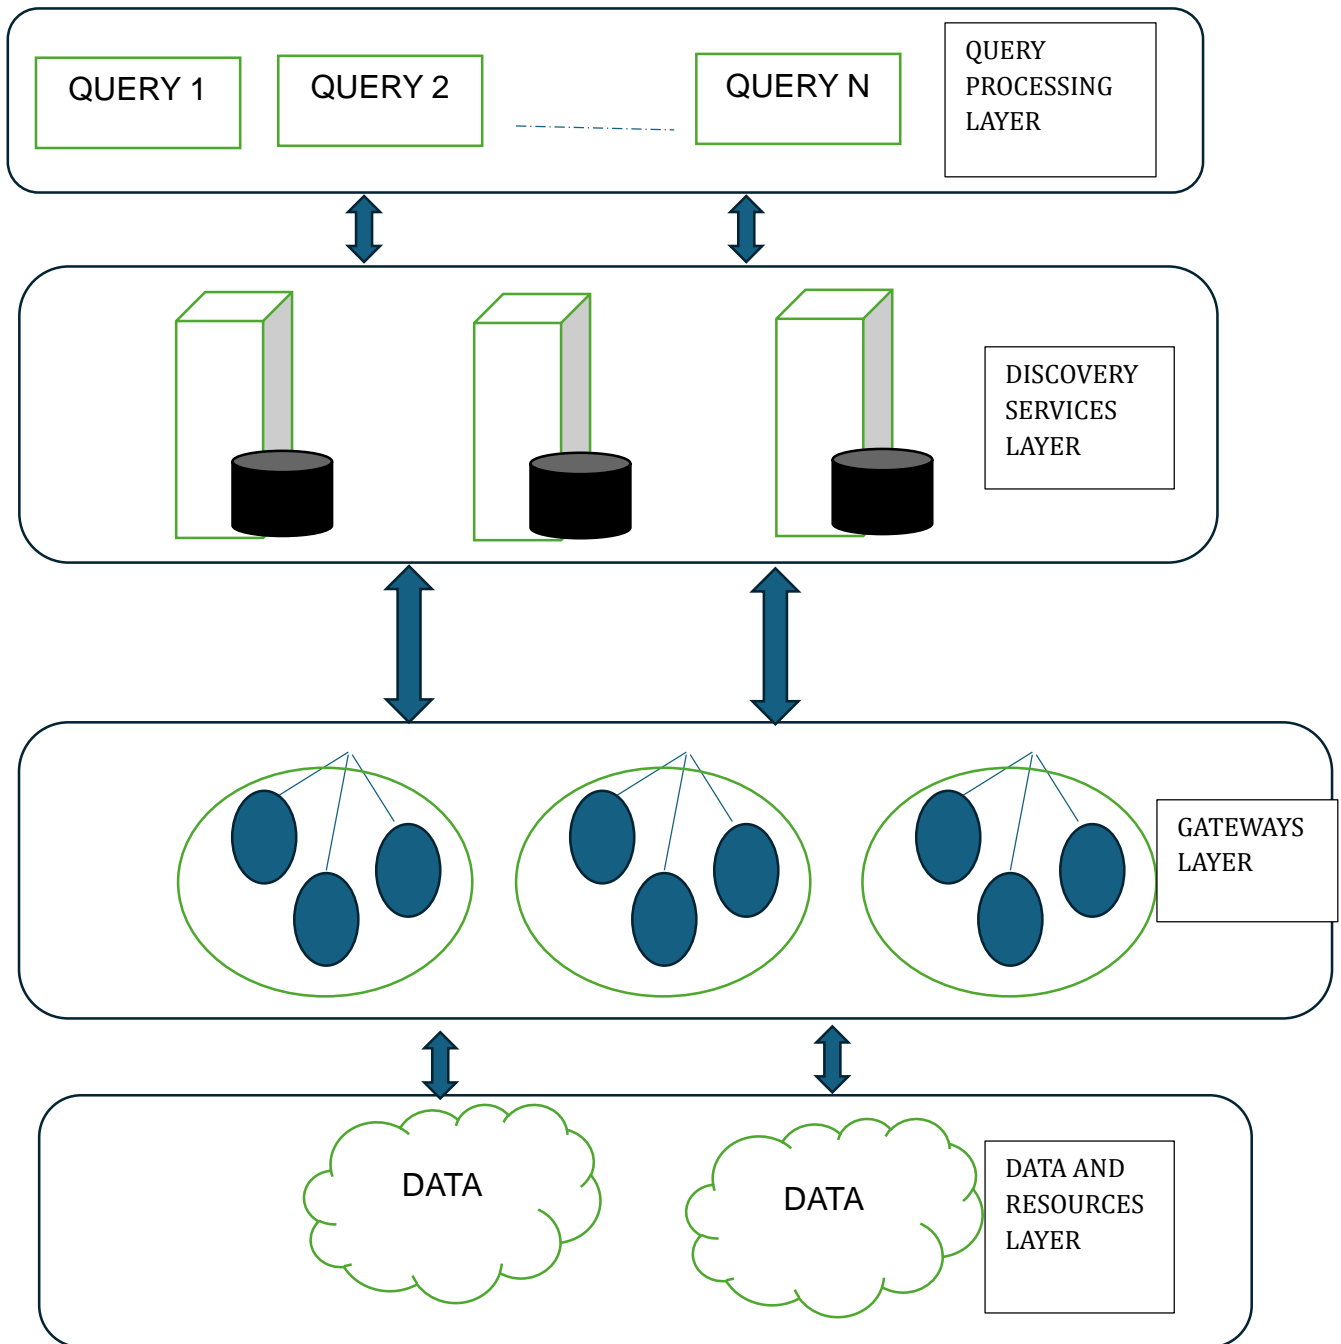 QUERY 1
QUERY 2
QUERY N
QUERY
PROCESSING
LAYER
DISCOVERY
SERVICES
LAYER
GATEWAYS
LAYER
DATA
DATA
DATA AND
RESOURCES
LAYER